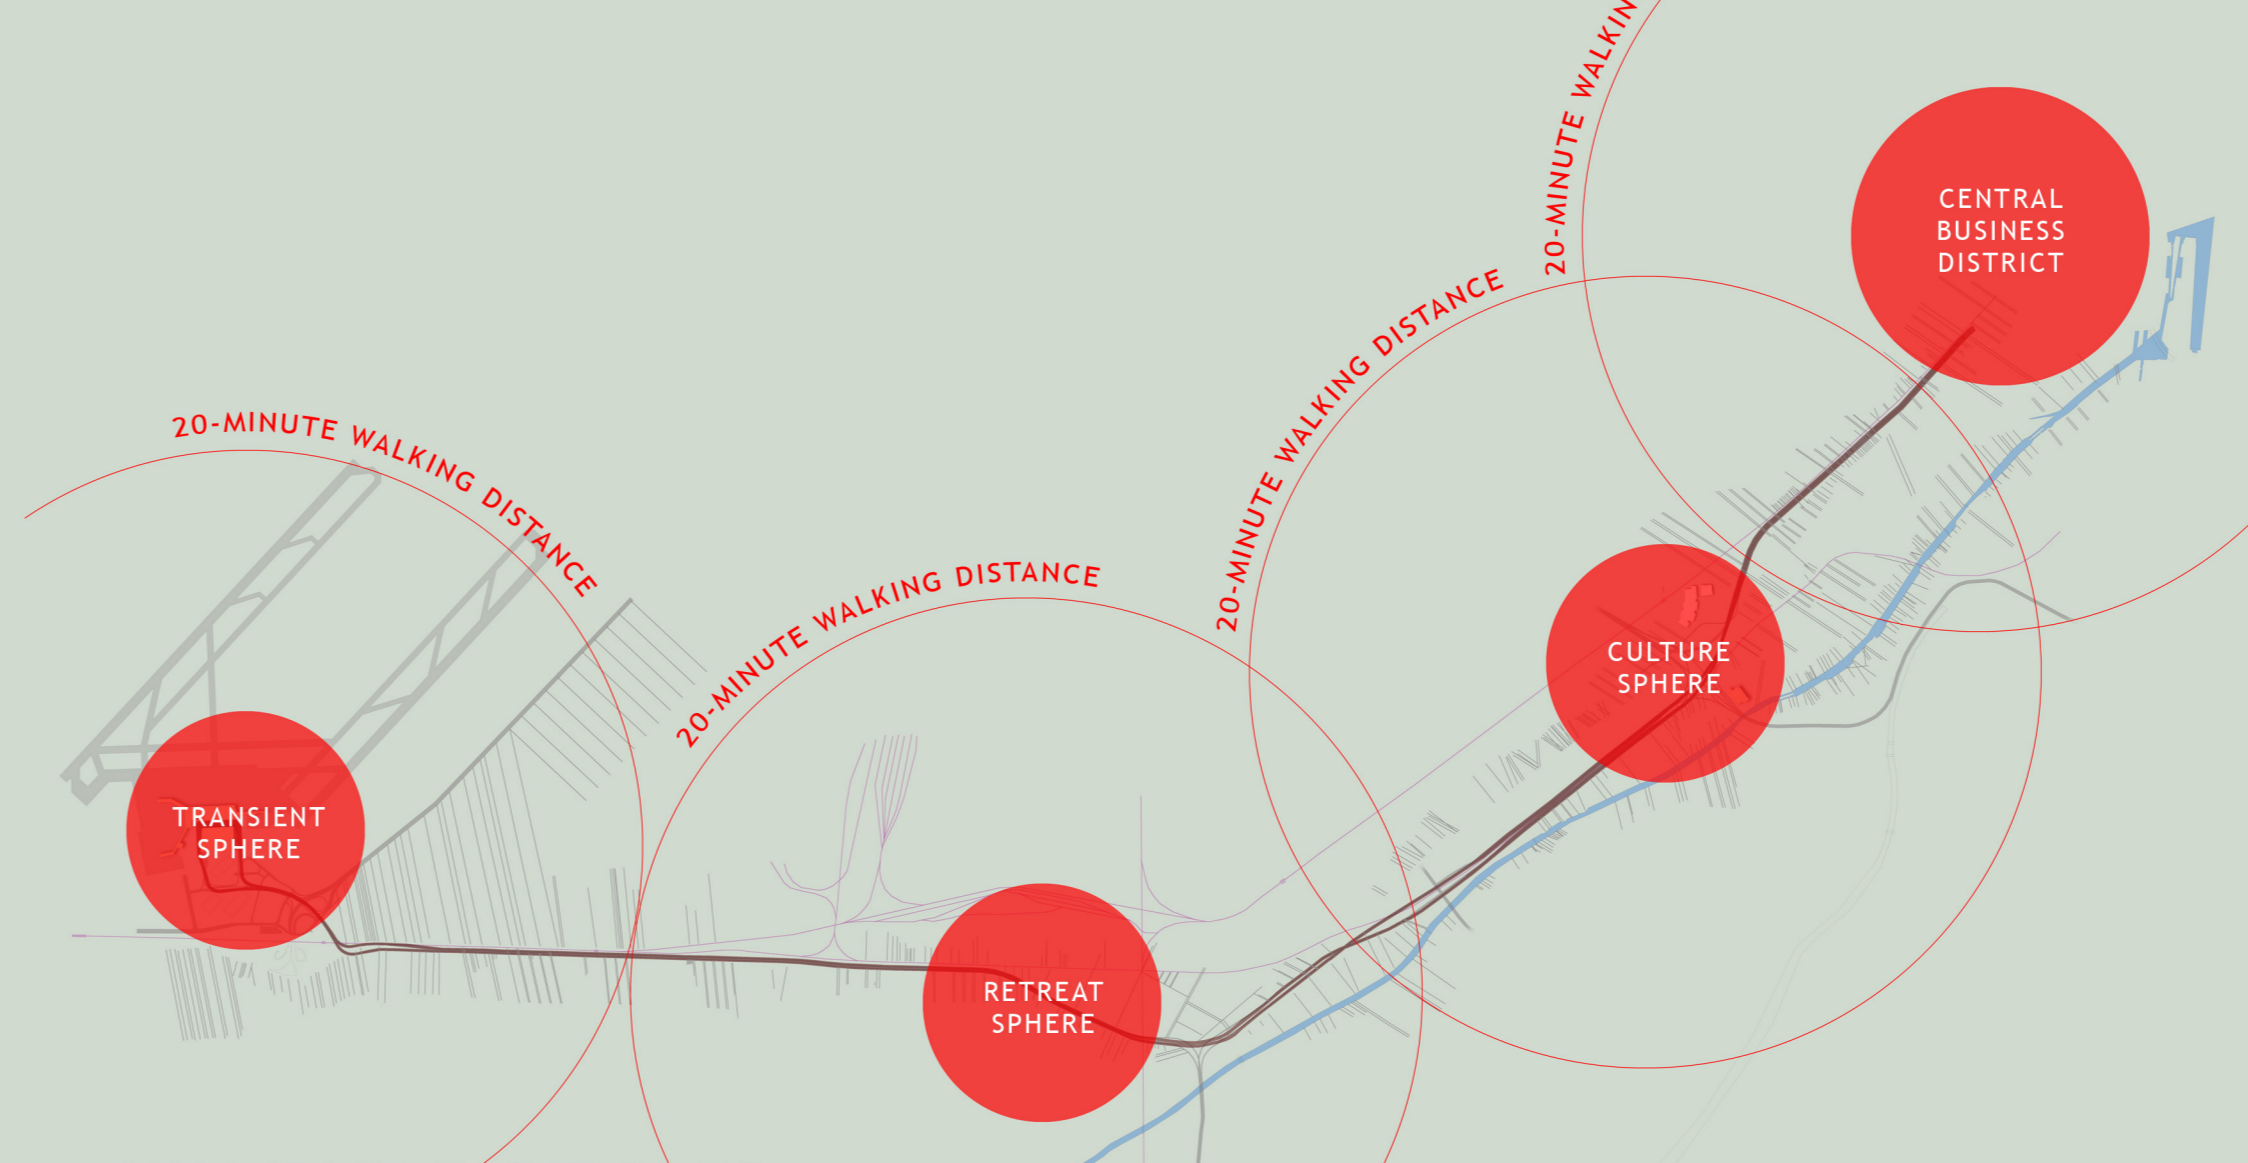 20-MINUTE WALKIN
CENTRAL
BUSINESS
DISTRICT
20-MINUTE WALKING DISTANCE
20-MINUTE WALKING DISTANCE
20-MINUTE WALKING DISTANCE
CULTURE
SPHERE
TRANSIENT
SPHERE
RETREAT
SPHERE